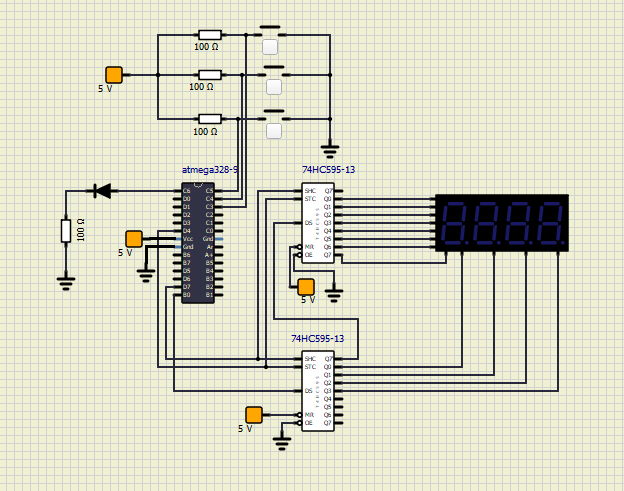 100 Ω
100 Ω
5 V
100 Ω
atmega328-9
74HC595-13
C6
D0
D1
D2
D3
D4
Vcc
Gnd
B6
B7
D5
D6
D7
B0
C5
C4
C3
C2
C1
C0
Gnd
B5
B4
B3
B2
B1
SHC
STC
DS
MR
OE
Q7
Q0
Q1
Q2
Q3
Q4
Q5
Q6
Q7
100 Ω
5 V
5 V
74HC595-13
SHC
STC
DS
MR
OE
Q7
Q0
Q1
Q2
Q3
Q4
Q5
Q6
Q7
5 V